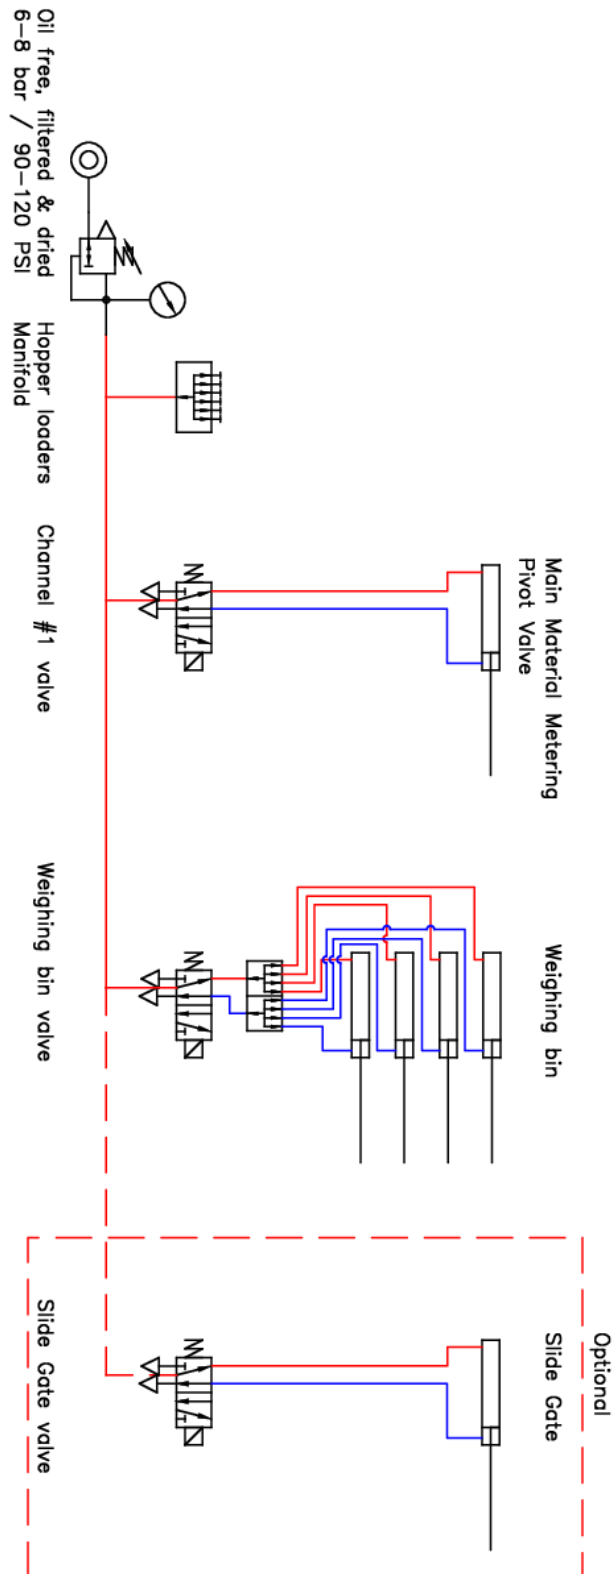 Oil free, filtered & dried
6-8 bar / 90-120 PSI
Hopper loaders
Manifold
Channel #1 valve
Main Material Metering
Pivot Valve
Weighing bin valve
Weighing bin
Optional
Slide Gate
Slide Gate valve